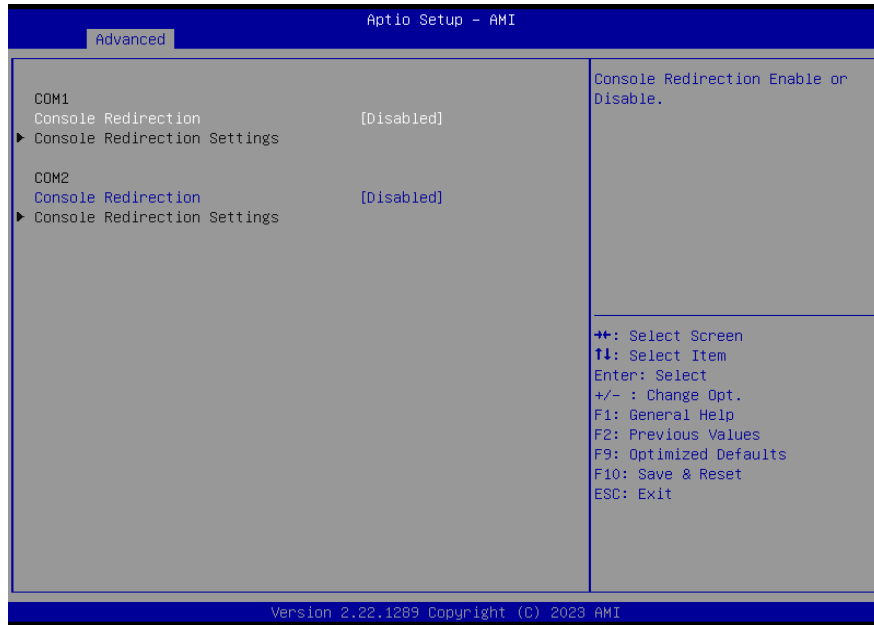 Aptio Setup – AMI
Advanced
COM1
Console Redirection [Disabled]
▶ Console Redirection Settings
COM2
Console Redirection [Disabled]
▶ Console Redirection Settings
Console Redirection Enable or
Disable.
→←: Select Screen
↑↓: Select Item
Enter: Select
+/- : Change Opt.
F1: General Help
F2: Previous Values
F9: Optimized Defaults
F10: Save & Reset
ESC: Exit
Version 2.22.1289 Copyright (C) 2023 AMI